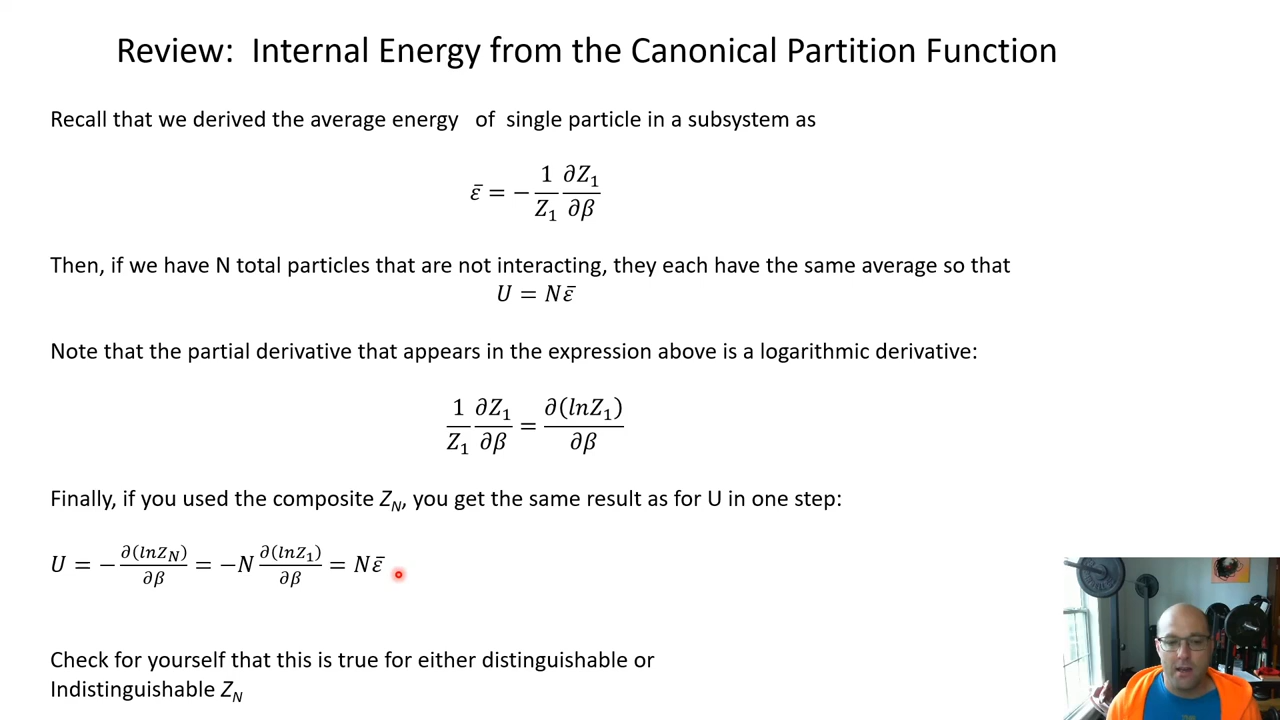 Review: Internal Energy from the Canonical Partition Function
Recall that we derived the average energy of single particle in a subsystem as
ε̄ = −(1/Z₁)(∂Z₁/∂β)
Then, if we have N total particles that are not interacting, they each have the same average so that
U = Nε̄
Note that the partial derivative that appears in the expression above is a logarithmic derivative:
(1/Z₁)(∂Z₁/∂β) = ∂(lnZ₁)/∂β
Finally, if you used the composite Z_N, you get the same result as for U in one step:
U = −∂(lnZ_N)/∂β = −N ∂(lnZ₁)/∂β = Nε̄
Check for yourself that this is true for either distinguishable or
Indistinguishable Z_N